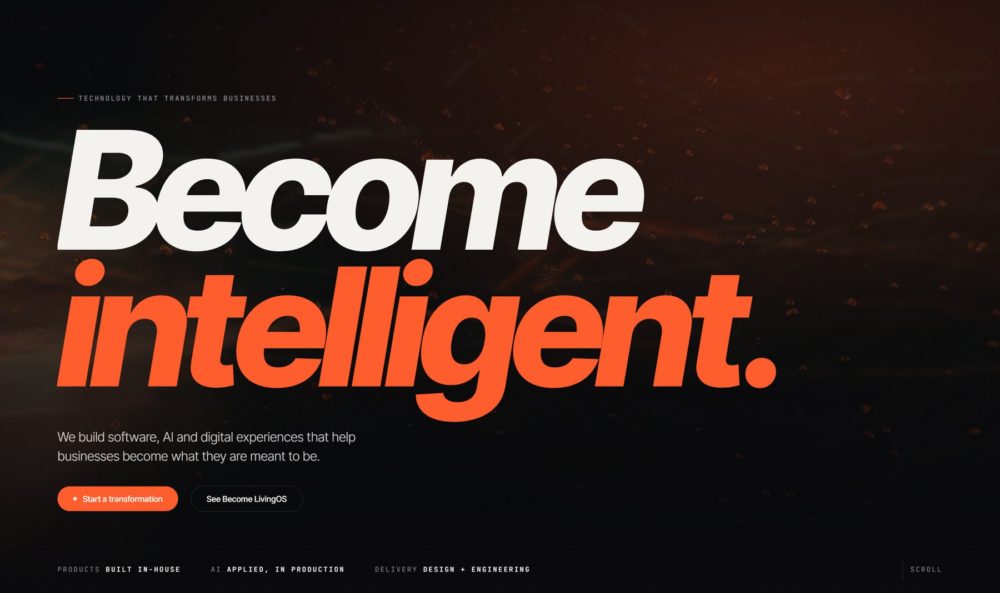 TECHNOLOGY THAT TRANSFORMS BUSINESSES
Become
intelligent.
We build software, AI and digital experiences that help
businesses become what they are meant to be.
Start a transformation
See Become LivingOS
PRODUCTS BUILT IN-HOUSE
AI APPLIED, IN PRODUCTION
DELIVERY DESIGN + ENGINEERING
SCROLL